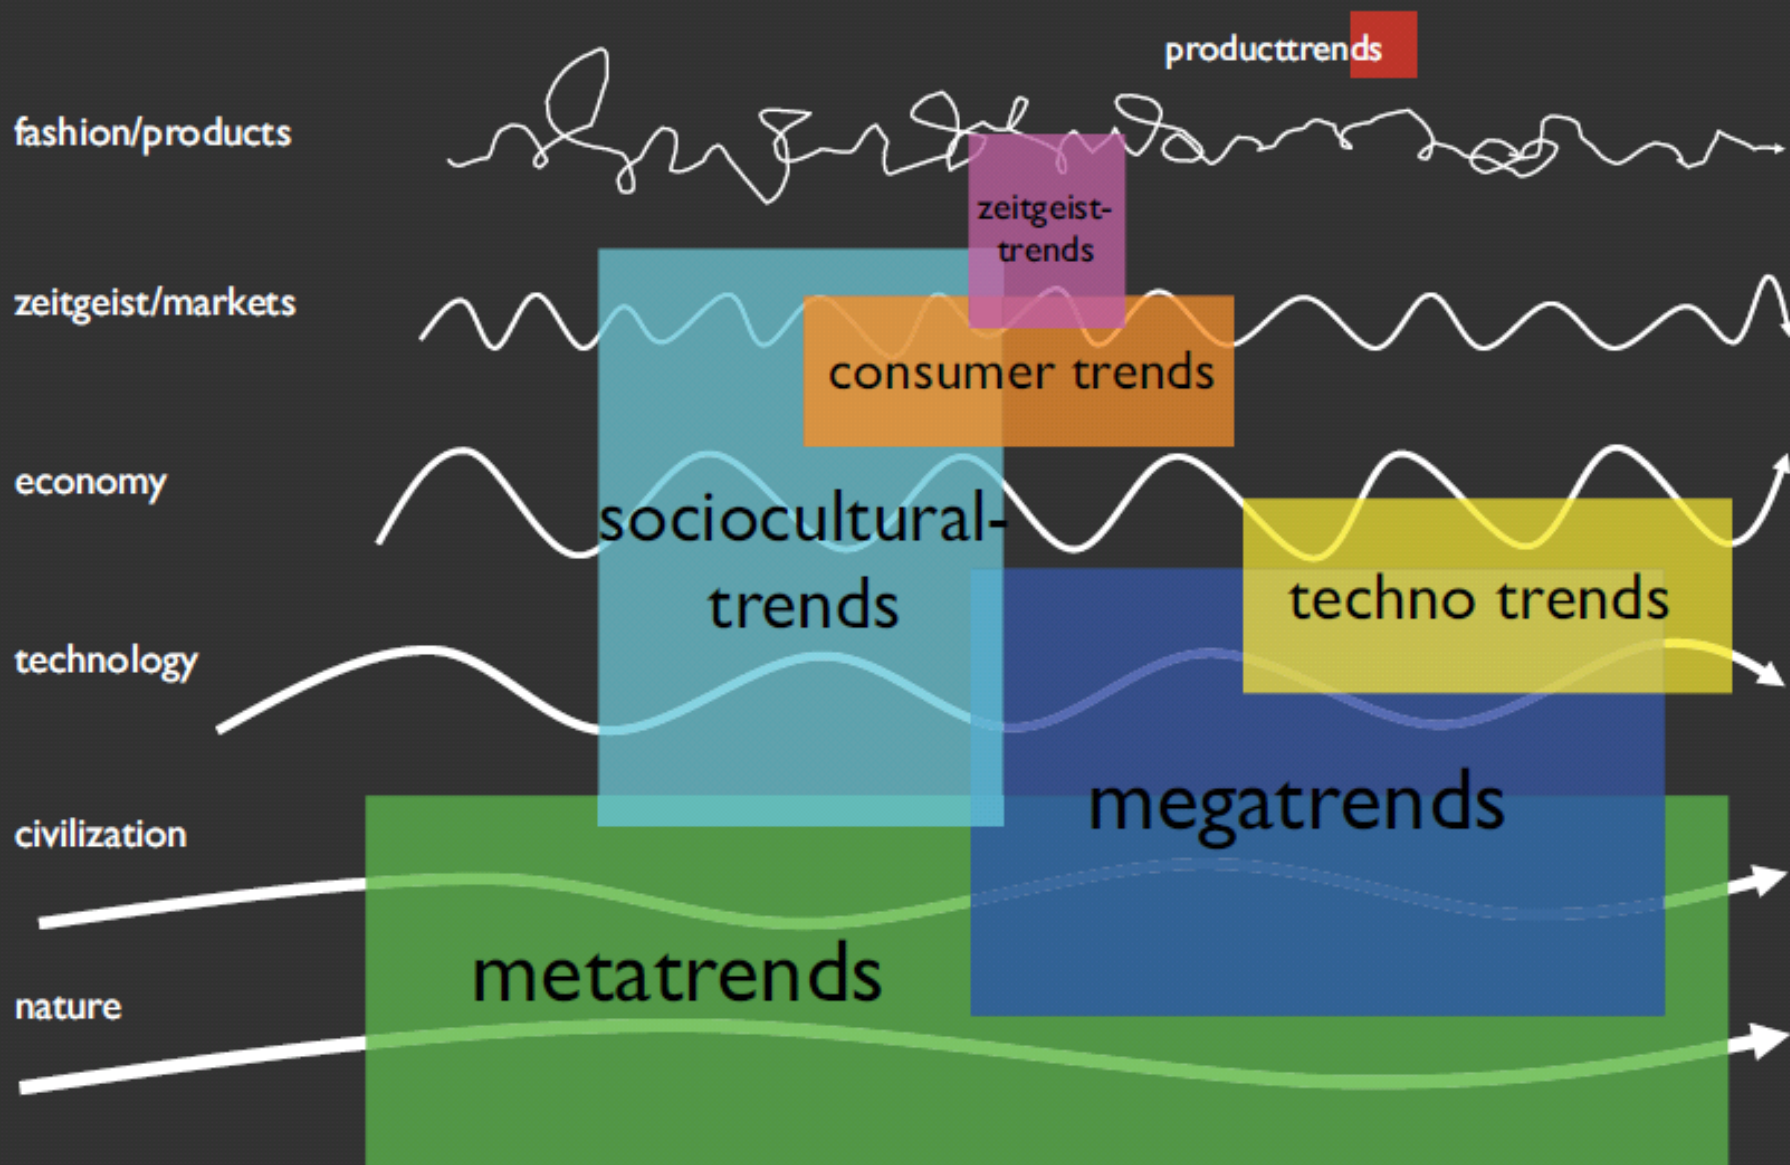 producttrends
fashion/products
zeitgeist-
trends
zeitgeist/markets
consumer trends
economy
sociocultural-
trends
techno trends
technology
megatrends
civilization
metatrends
nature